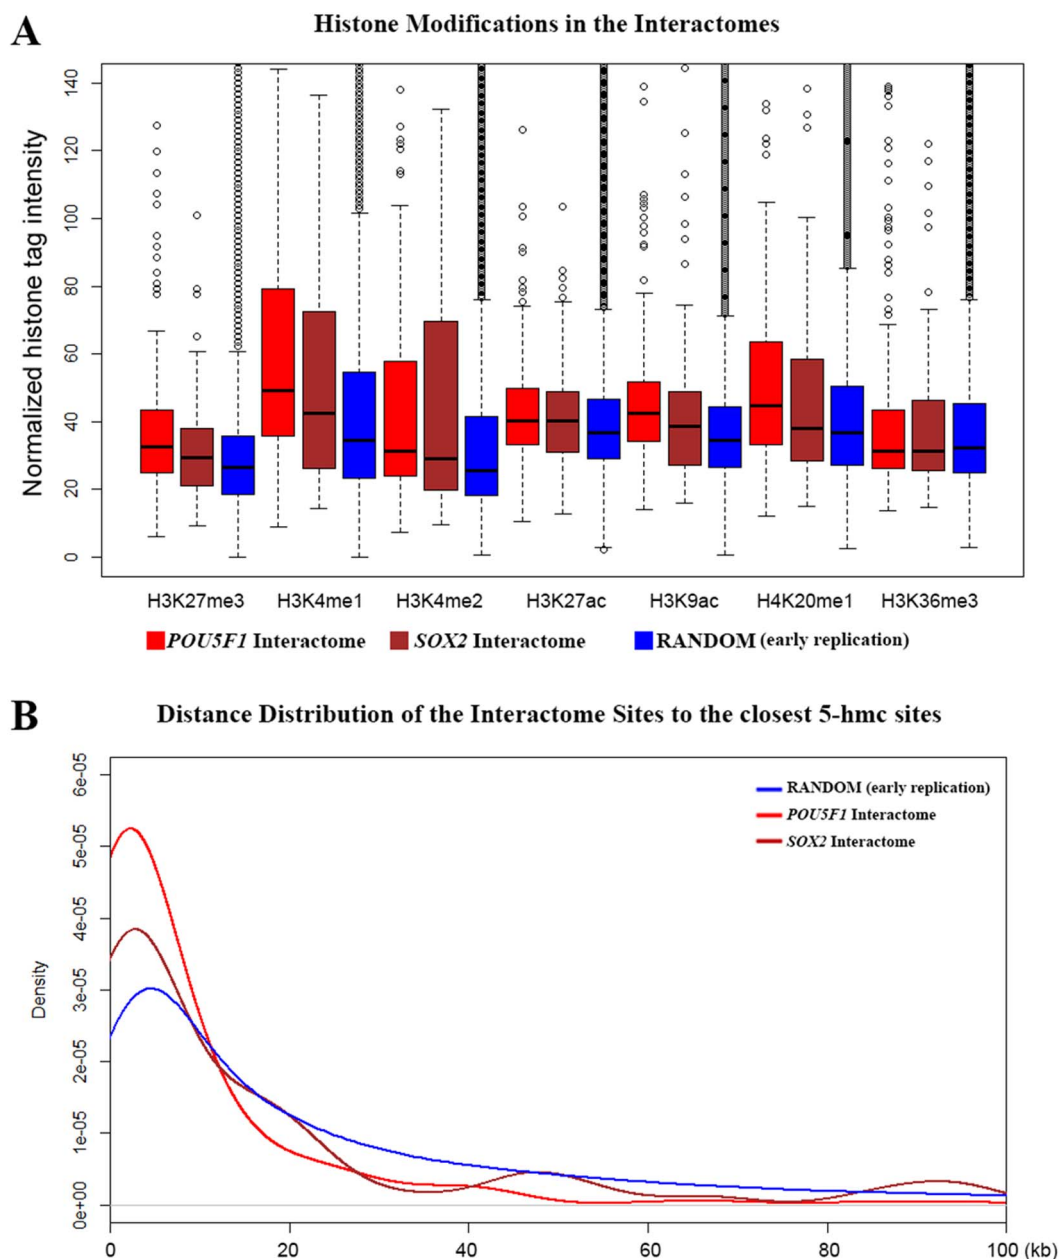 A
Histone Modifications in the Interactomes
Normalized histone tag intensity
140
120
100
80
60
40
20
0
H3K27me3 H3K4me1 H3K4me2 H3K27ac H3K9ac H4K20me1 H3K36me3
POU5F1 Interactome SOX2 Interactome RANDOM (early replication)
B
Distance Distribution of the Interactome Sites to the closest 5-hmc sites
RANDOM (early replication)
POU5F1 Interactome
SOX2 Interactome
Density
6e-05
5e-05
4e-05
3e-05
2e-05
1e-05
0e+00
0 20 40 60 80 100 (kb)